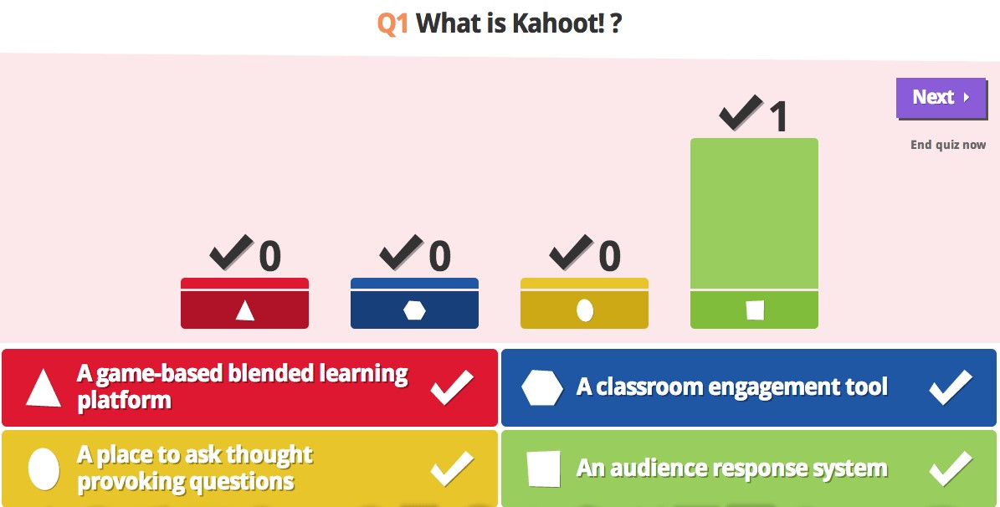 Q1 What is Kahoot! ?
Next
End quiz now
1
0
0
0
A game-based blended learning
platform
A classroom engagement tool
A place to ask thought
provoking questions
An audience response system